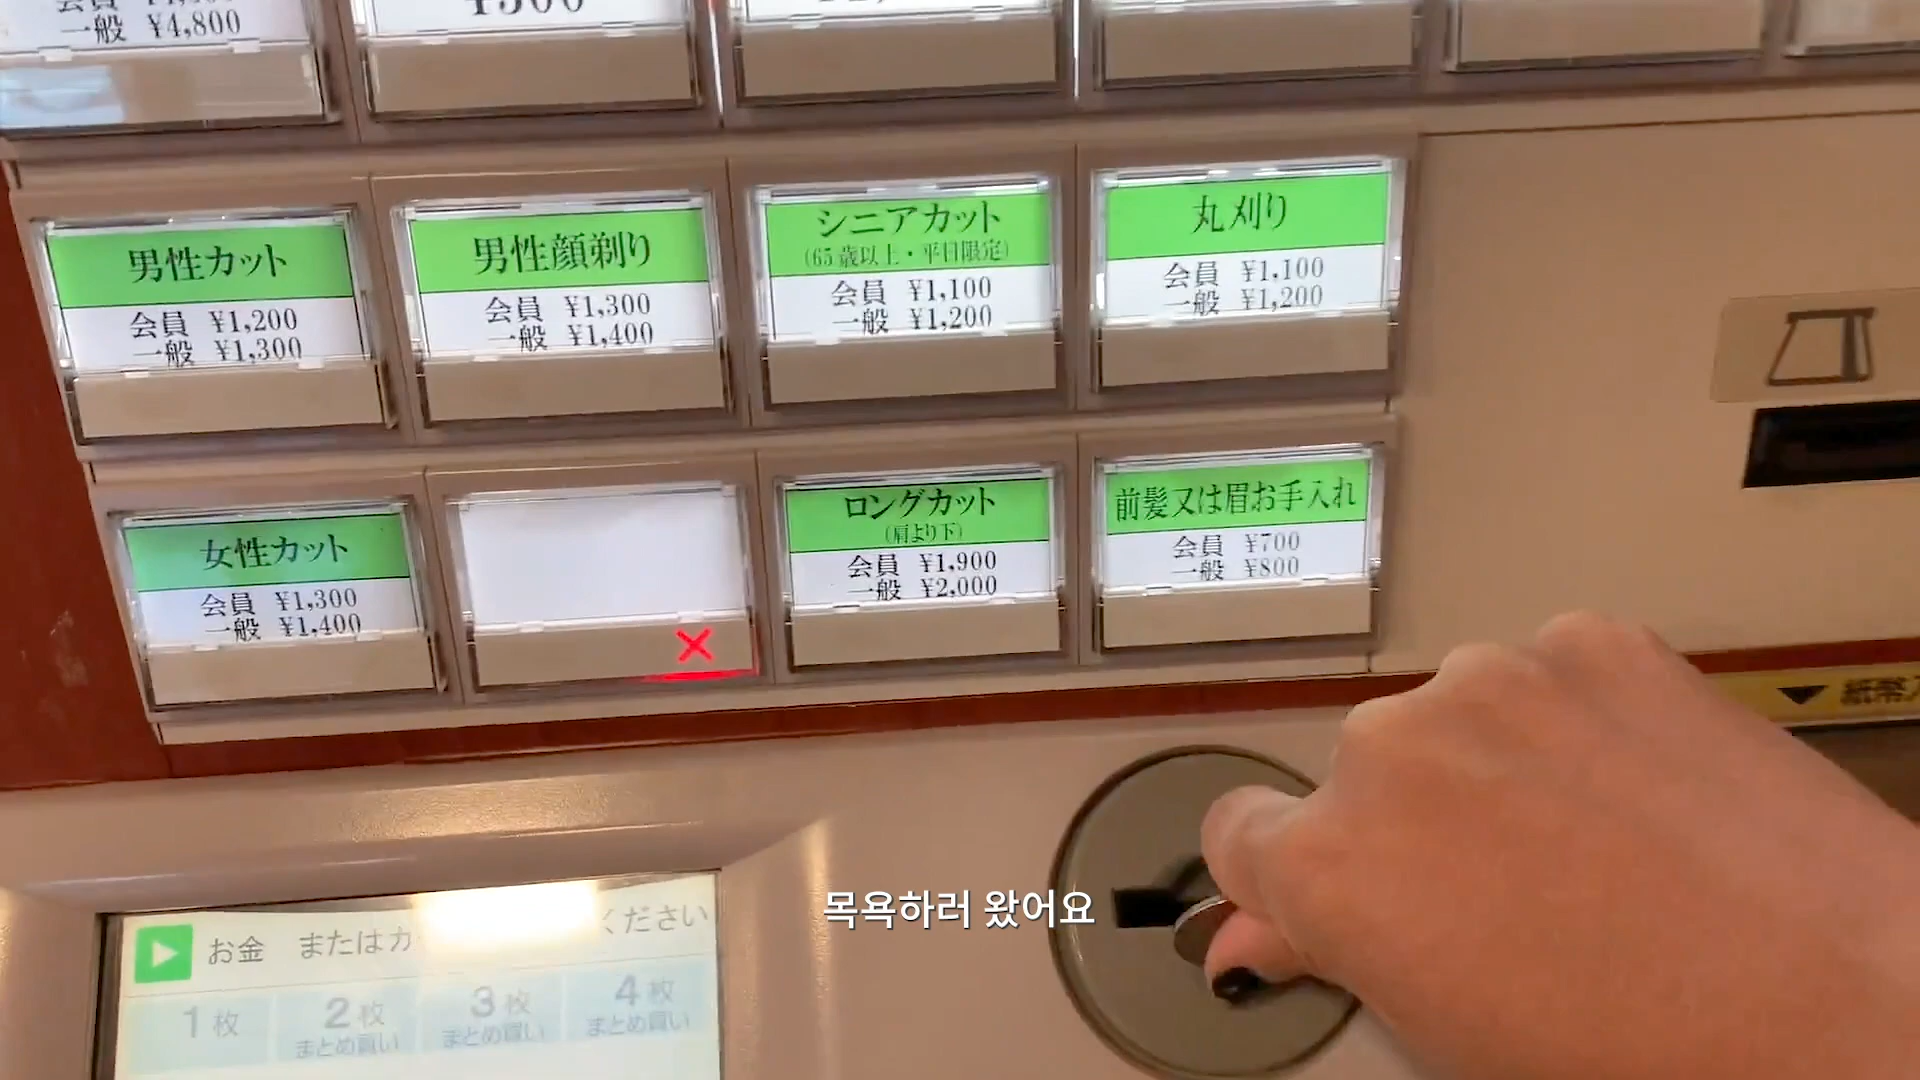 一般 ¥4,800
¥300
男性カット
会員 ¥1,200
一般 ¥1,300
男性顔剃り
会員 ¥1,300
一般 ¥1,400
シニアカット
(65歳以上・平日限定)
会員 ¥1,100
一般 ¥1,200
丸刈り
会員 ¥1,100
一般 ¥1,200
女性カット
会員 ¥1,300
一般 ¥1,400
ロングカット
(肩より下)
会員 ¥1,900
一般 ¥2,000
前髪又は眉お手入れ
会員 ¥700
一般 ¥800
紙幣
목욕하러 왔어요
お金 またはカ ください
1枚
2枚
まとめ買い
3枚
まとめ買い
4枚
まとめ買い